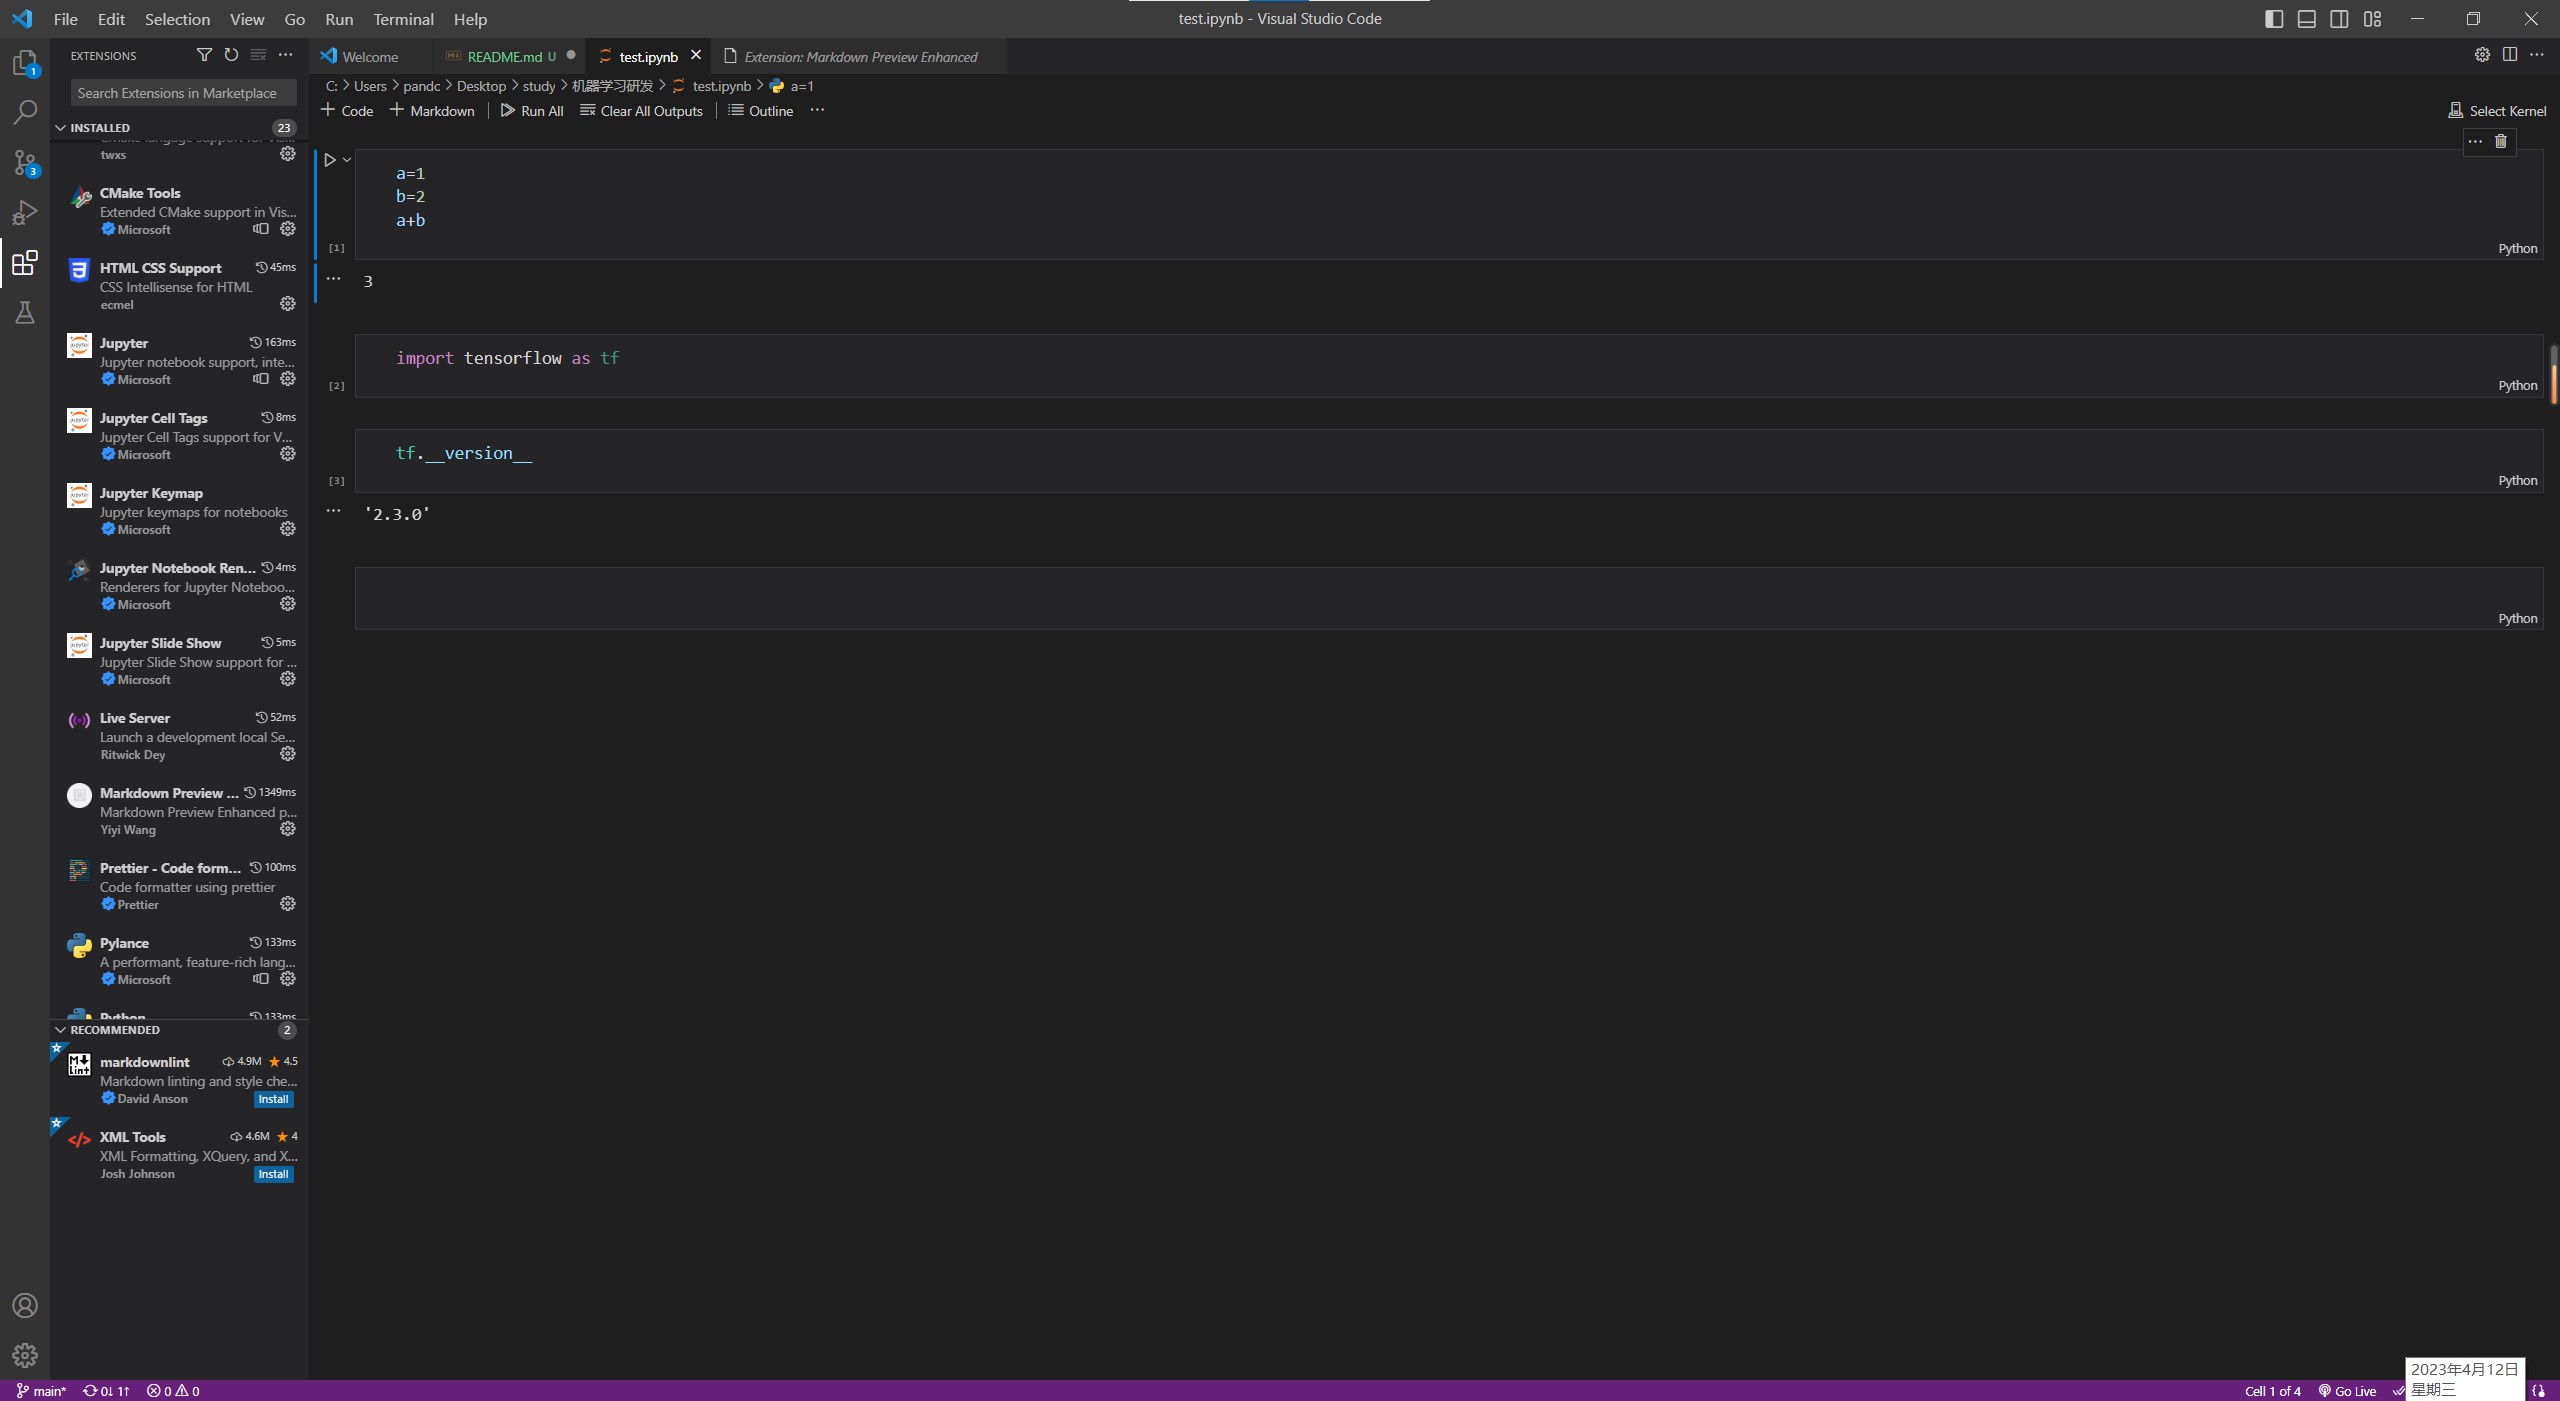 File Edit Selection View Go Run Terminal Help
test.ipynb - Visual Studio Code
EXTENSIONS
Welcome
README.md U
test.ipynb
Extension: Markdown Preview Enhanced
Search Extensions in Marketplace
C: > Users > pandc > Desktop > study > 机器学习研发 > test.ipynb > a=1
+ Code + Markdown | Run All Clear All Outputs | Outline ...
Select Kernel
INSTALLED 23
twxs
CMake Tools
Extended CMake support in Vis...
Microsoft
HTML CSS Support 45ms
CSS Intellisense for HTML
ecmel
Jupyter 163ms
Jupyter notebook support, inte...
Microsoft
Jupyter Cell Tags 8ms
Jupyter Cell Tags support for V...
Microsoft
Jupyter Keymap
Jupyter keymaps for notebooks
Microsoft
Jupyter Notebook Ren... 4ms
Renderers for Jupyter Noteboo...
Microsoft
Jupyter Slide Show 5ms
Jupyter Slide Show support for ...
Microsoft
Live Server 52ms
Launch a development local Se...
Ritwick Dey
Markdown Preview ... 1349ms
Markdown Preview Enhanced p...
Yiyi Wang
Prettier - Code form... 100ms
Code formatter using prettier
Prettier
Pylance 133ms
A performant, feature-rich lang...
Microsoft
Python 133ms
RECOMMENDED 2
markdownlint 4.9M 4.5
Markdown linting and style che...
David Anson Install
XML Tools 4.6M 4
XML Formatting, XQuery, and X...
Josh Johnson Install
a=1
b=2
a+b
[1]
Python
3
import tensorflow as tf
[2]
Python
tf.__version__
[3]
Python
'2.3.0'
Python
main* 0↓ 1↑ 0 0
Cell 1 of 4 Go Live
2023年4月12日
星期三